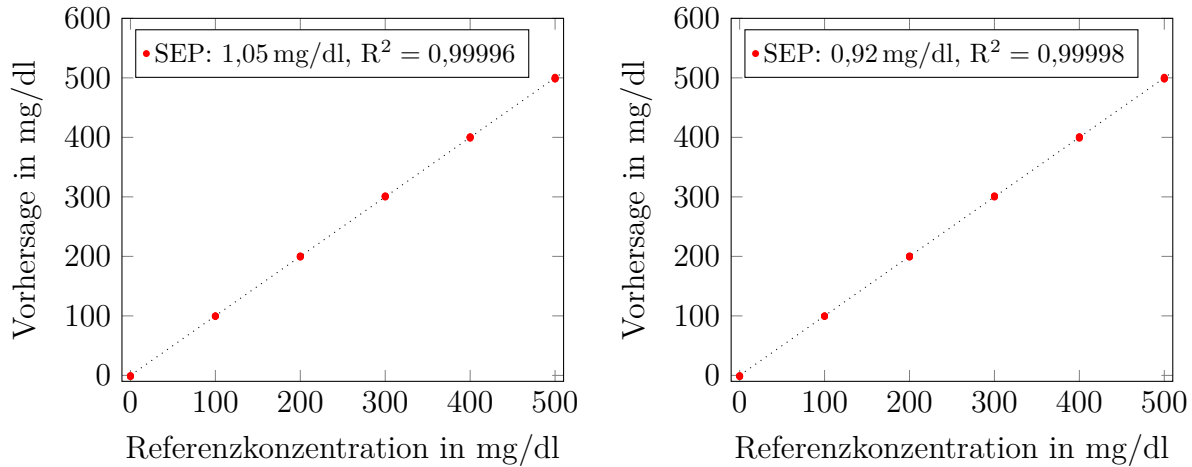 600
500
400
300
200
100
0
Vorhersage in mg/dl
SEP: 1,05 mg/dl, R² = 0,99996
0 100 200 300 400 500
Referenzkonzentration in mg/dl
600
500
400
300
200
100
0
Vorhersage in mg/dl
SEP: 0,92 mg/dl, R² = 0,99998
0 100 200 300 400 500
Referenzkonzentration in mg/dl